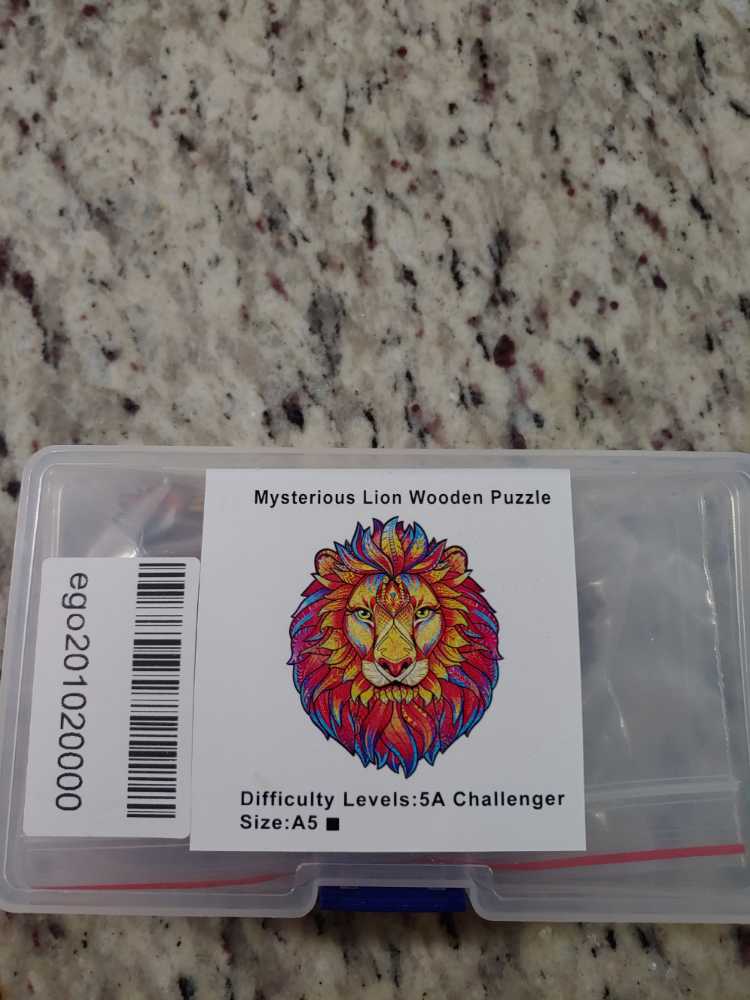 Mysterious Lion Wooden Puzzle
ego201020000
Difficulty Levels:5A Challenger
Size:A5 ■